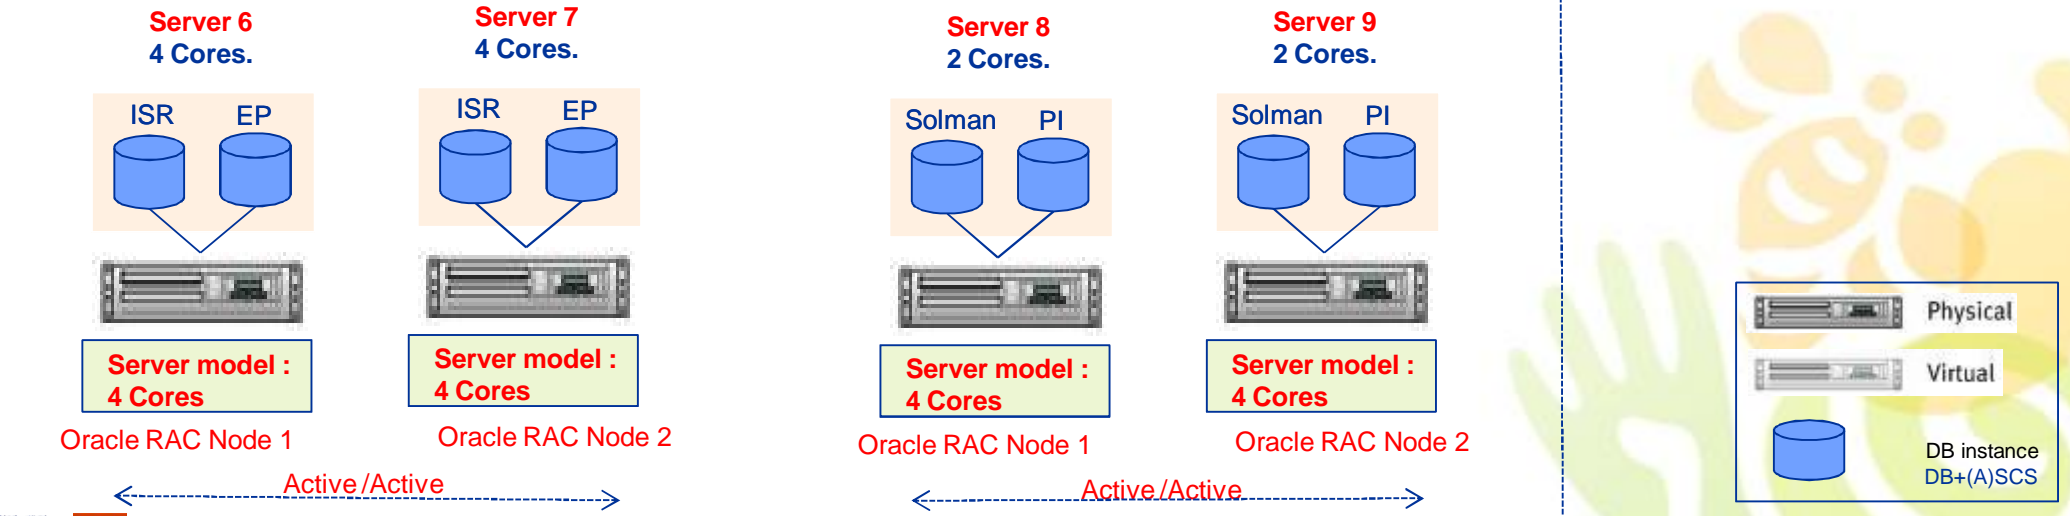 Server 6
4 Cores.
ISR EP
Server model :
4 Cores
Oracle RAC Node 1
Server 7
4 Cores.
ISR EP
Server model :
4 Cores
Oracle RAC Node 2
Active/Active
Server 8
2 Cores.
Solman PI
Server model :
4 Cores
Oracle RAC Node 1
Server 9
2 Cores.
Solman PI
Server model :
4 Cores
Oracle RAC Node 2
Active/Active
Physical
Virtual
DB instance
DB+(A)SCS